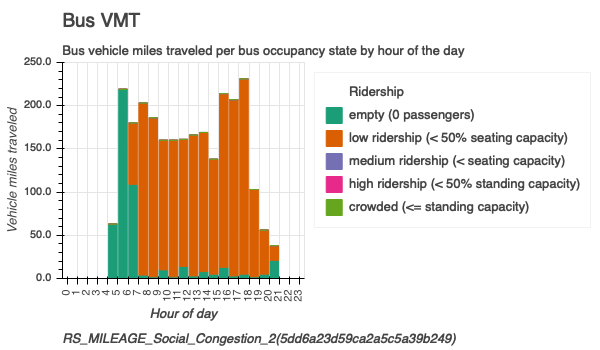 Bus VMT
Bus vehicle miles traveled per bus occupancy state by hour of the day
250.0
200.0
150.0
100.0
50.0
0.0
Vehicle miles traveled
0 1 2 3 4 5 6 7 8 9 10 11 12 13 14 15 16 17 18 19 20 21 22 23
Hour of day
Ridership
empty (0 passengers)
low ridership (< 50% seating capacity)
medium ridership (< seating capacity)
high ridership (< 50% standing capacity)
crowded (<= standing capacity)
RS_MILEAGE_Social_Congestion_2(5dd6a23d59ca2a5c5a39b249)